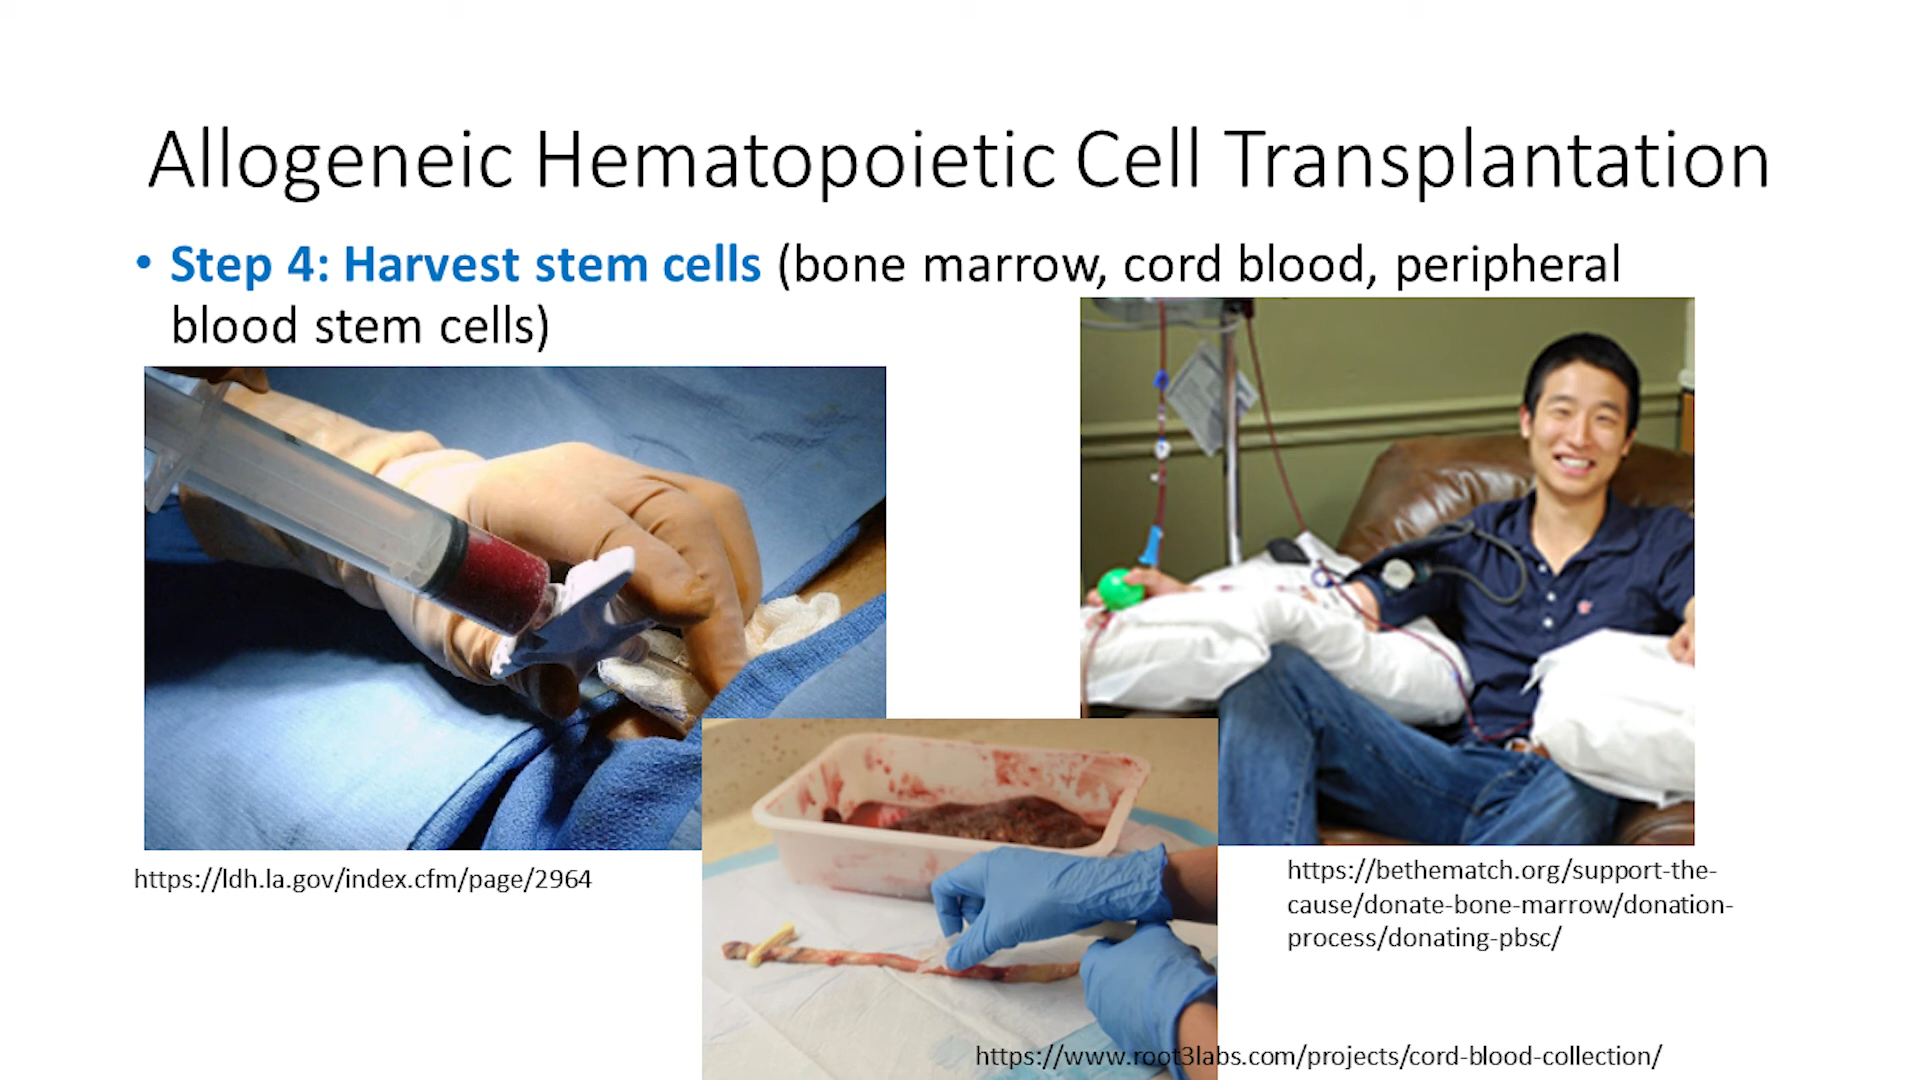 Allogeneic Hematopoietic Cell Transplantation
• Step 4: Harvest stem cells (bone marrow, cord blood, peripheral
blood stem cells)
https://ldh.la.gov/index.cfm/page/2964
https://bethematch.org/support-the-
cause/donate-bone-marrow/donation-
process/donating-pbsc/
https://www.root3labs.com/projects/cord-blood-collection/